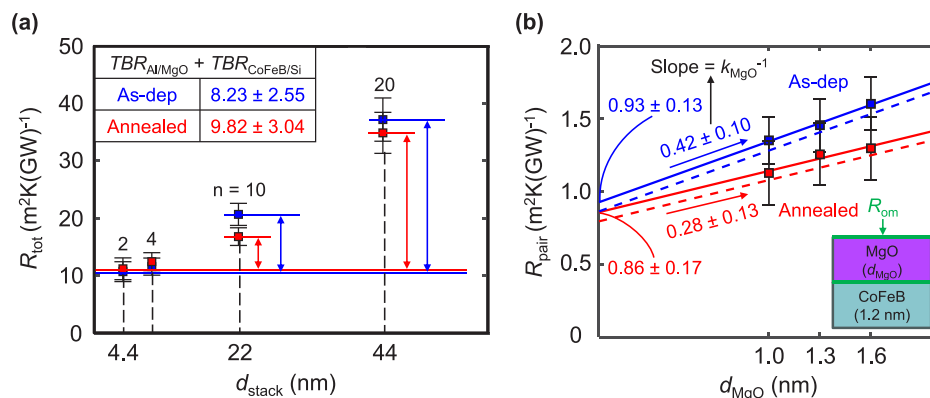 (a)
50
40
30
20
10
0
R_tot (m²K(GW)⁻¹)
TBR_Al/MgO + TBR_CoFeB/Si
As-dep 8.23 ± 2.55
Annealed 9.82 ± 3.04
20
n = 10
2
4
4.4
22
44
d_stack (nm)
(b)
2.0
1.5
1.0
0.5
0
R_pair (m²K(GW)⁻¹)
Slope = k_MgO⁻¹
As-dep
0.93 ± 0.13
0.42 ± 0.10
0.28 ± 0.13
Annealed
0.86 ± 0.17
R_om
MgO
(d_MgO)
CoFeB
(1.2 nm)
1.0
1.3
1.6
d_MgO (nm)